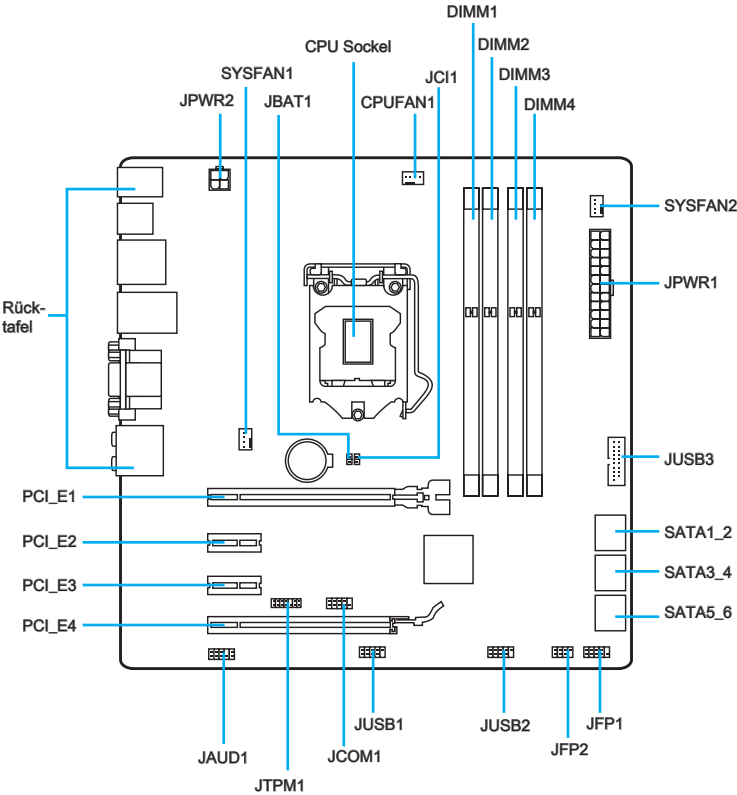 DIMM1
DIMM2
CPU Sockel
SYSFAN1
JCI1
DIMM3
JPWR2
JBAT1
CPUFAN1
DIMM4
SYSFAN2
JPWR1
Rück-
tafel
JUSB3
PCI_E1
SATA1_2
PCI_E2
SATA3_4
PCI_E3
SATA5_6
PCI_E4
JUSB1
JUSB2
JFP1
JFP2
JAUD1
JCOM1
JTPM1